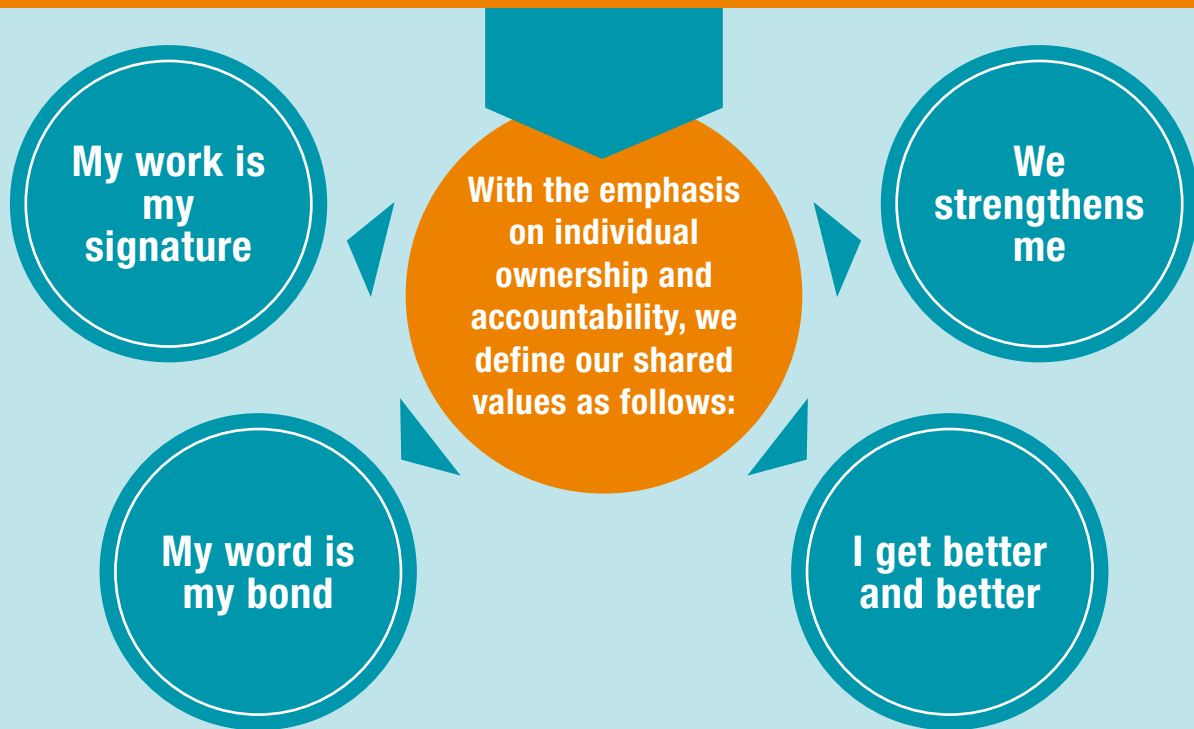 With the emphasis
on individual
ownership and
accountability, we
define our shared
values as follows:
My work is
my
signature
We
strengthens
me
My word is
my bond
I get better
and better